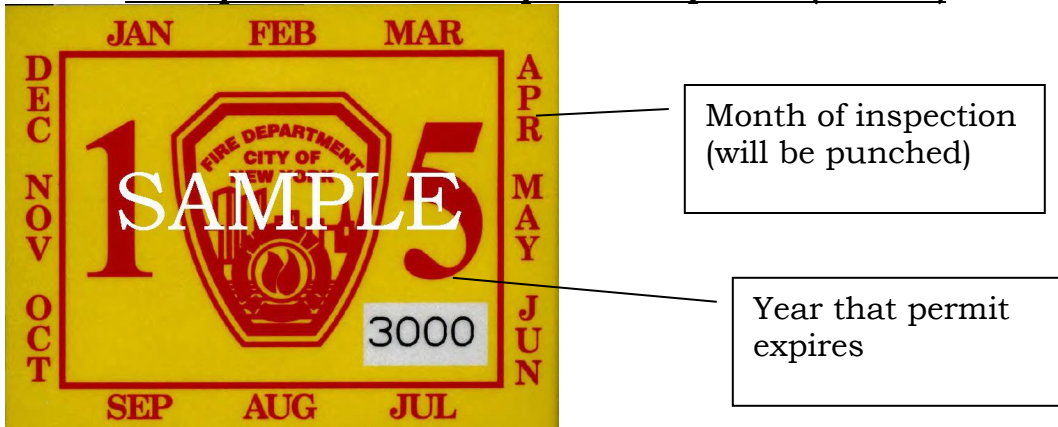 JAN FEB MAR
DEC NOV OCT
1 5
FIRE DEPARTMENT
CITY OF
NEW YORK
SAMPLE
3000
APR MAY JUN
SEP AUG JUL
Month of inspection
(will be punched)
Year that permit
expires